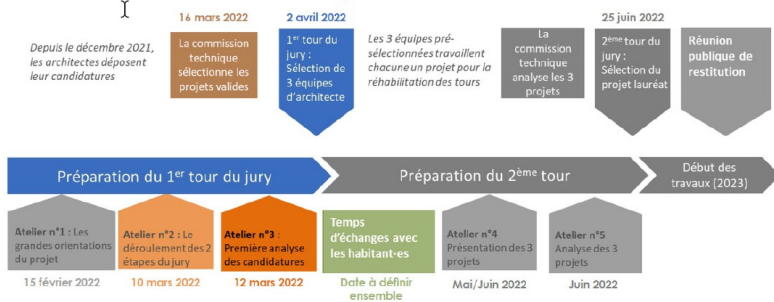 16 mars 2022
2 avril 2022
25 juin 2022
Depuis le décembre 2021,
les architectes déposent
leur candidatures
La commission
technique
sélectionne les
projets valides
1er tour du
jury :
Sélection de
3 équipes
d'architecte
Les 3 équipes pré-
sélectionnées travaillent
chacune un projet pour la
réhabilitation des tours
La
commission
technique
analyse les 3
projets
2ème tour du
jury :
Sélection du
projet lauréat
Réunion
publique de
restitution
Préparation du 1er tour du jury
Préparation du 2ème tour
Début des
travaux (2023)
Atelier n°1 : Les
grandes orientations
du projet
15 février 2022
Atelier n°2 : Le
déroulement des 2
étapes du jury
10 mars 2022
Atelier n°3 :
Première analyse
des candidatures
12 mars 2022
Temps
d'échanges avec
les habitant-es
Date à définir
ensemble
Atelier n°4
Présentation des 3
projets
Mai/Juin 2022
Atelier n°5
Analyse des 3
projets
Juin 2022